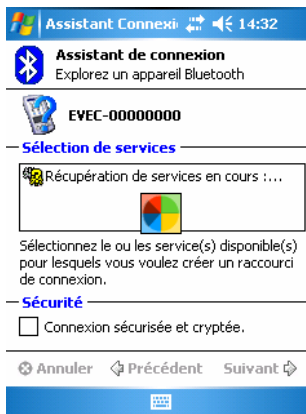 Assistant Connexi 14:32
Assistant de connexion
Explorez un appareil Bluetooth
EVEC-00000000
Sélection de services
Récupération de services en cours :...
Sélectionnez le ou les service(s) disponible(s)
pour lesquels vous voulez créer un raccourci
de connexion.
Sécurité
Connexion sécurisée et cryptée.
Annuler Précédent Suivant